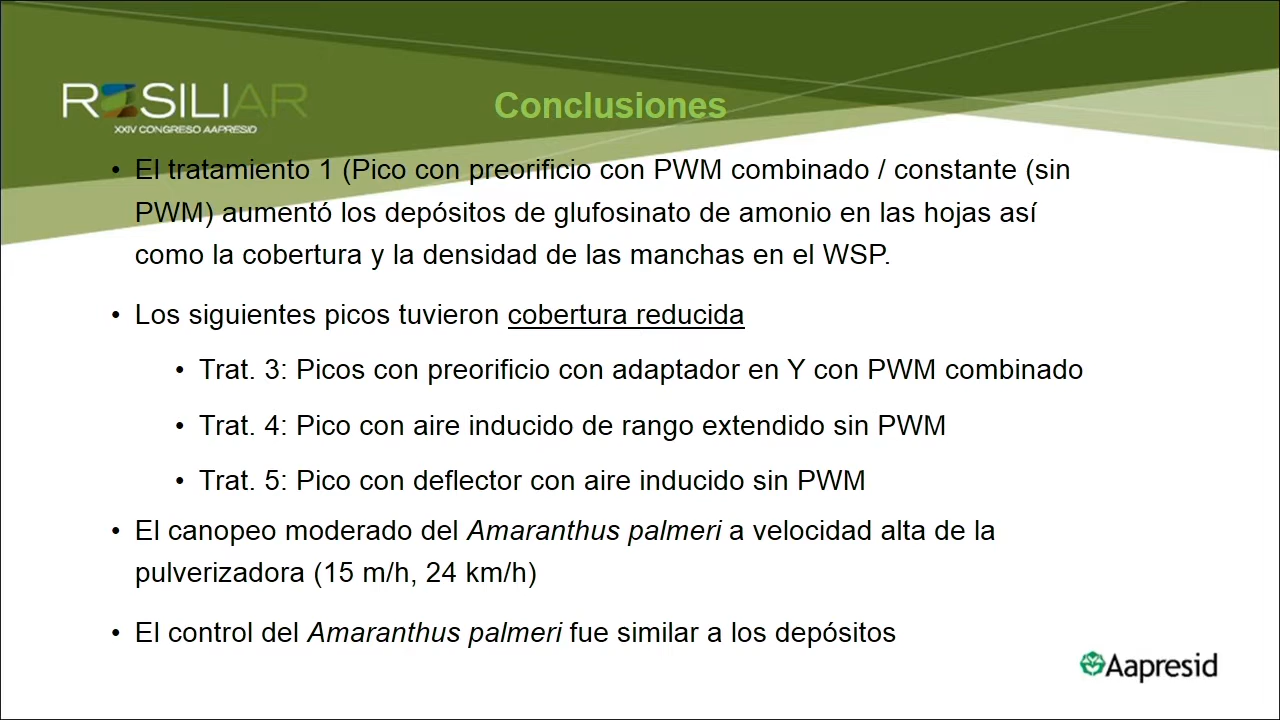 RESILIAR
XXIV CONGRESO AAPRESID
Conclusiones
• El tratamiento 1 (Pico con preorificio con PWM combinado / constante (sin
PWM) aumentó los depósitos de glufosinato de amonio en las hojas así
como la cobertura y la densidad de las manchas en el WSP.
• Los siguientes picos tuvieron cobertura reducida
• Trat. 3: Picos con preorificio con adaptador en Y con PWM combinado
• Trat. 4: Pico con aire inducido de rango extendido sin PWM
• Trat. 5: Pico con deflector con aire inducido sin PWM
• El canopeo moderado del Amaranthus palmeri a velocidad alta de la
pulverizadora (15 m/h, 24 km/h)
• El control del Amaranthus palmeri fue similar a los depósitos
Aapresid